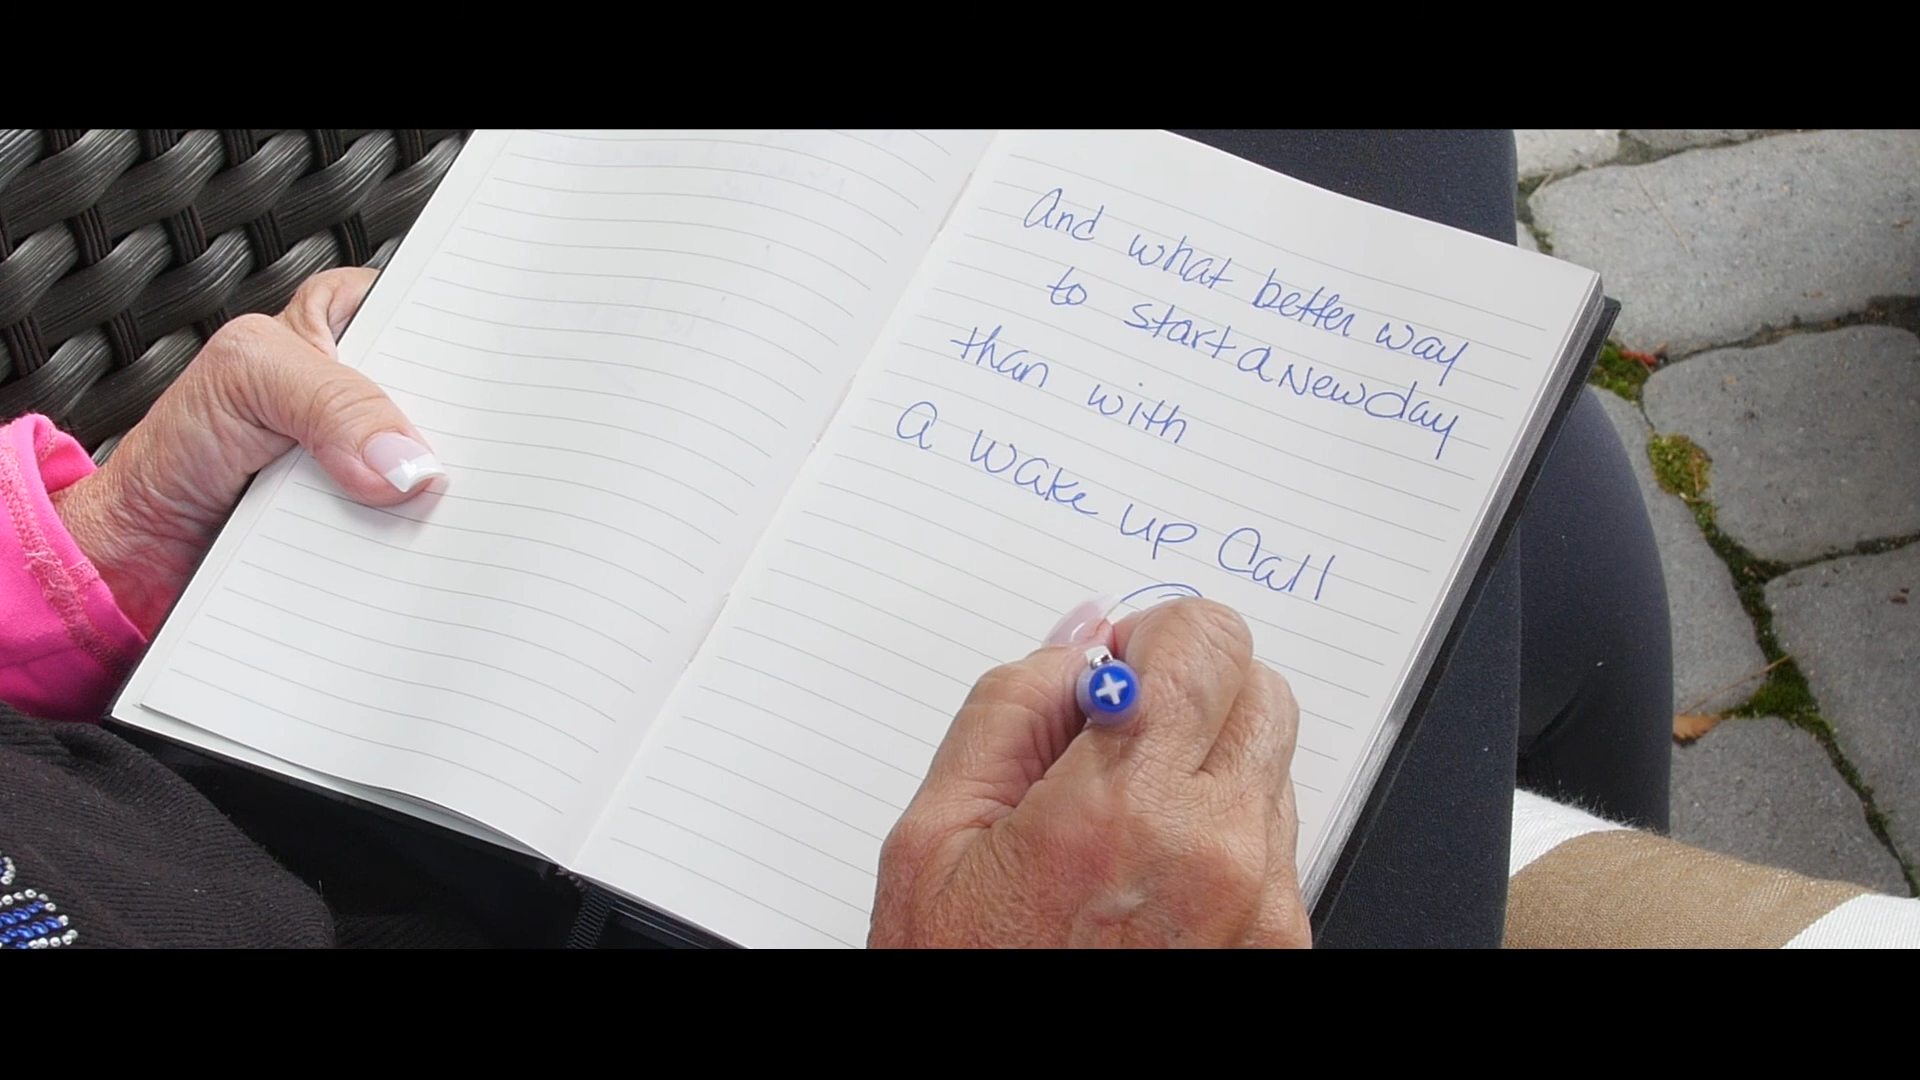 And what better way
to start a New day
than with
A wake up Call